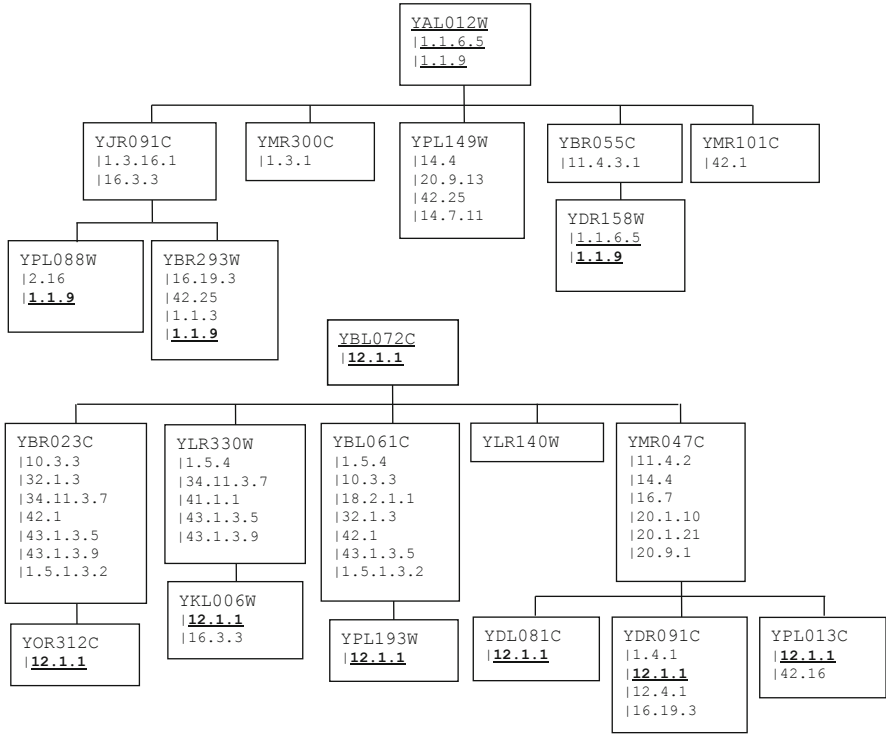 YAL012W
|1.1.6.5
|1.1.9
YJR091C
|1.3.16.1
|16.3.3
YMR300C
|1.3.1
YPL149W
|14.4
|20.9.13
|42.25
|14.7.11
YBR055C
|11.4.3.1
YMR101C
|42.1
YPL088W
|2.16
|1.1.9
YBR293W
|16.19.3
|42.25
|1.1.3
|1.1.9
YDR158W
|1.1.6.5
|1.1.9
YBL072C
|12.1.1
YBR023C
|10.3.3
|32.1.3
|34.11.3.7
|42.1
|43.1.3.5
|43.1.3.9
|1.5.1.3.2
YLR330W
|1.5.4
|34.11.3.7
|41.1.1
|43.1.3.5
|43.1.3.9
YBL061C
|1.5.4
|10.3.3
|18.2.1.1
|32.1.3
|42.1
|43.1.3.5
|1.5.1.3.2
YLR140W
YMR047C
|11.4.2
|14.4
|16.7
|20.1.10
|20.1.21
|20.9.1
YOR312C
|12.1.1
YKL006W
|12.1.1
|16.3.3
YPL193W
|12.1.1
YDL081C
|12.1.1
YDR091C
|1.4.1
|12.1.1
|12.4.1
|16.19.3
YPL013C
|12.1.1
|42.16